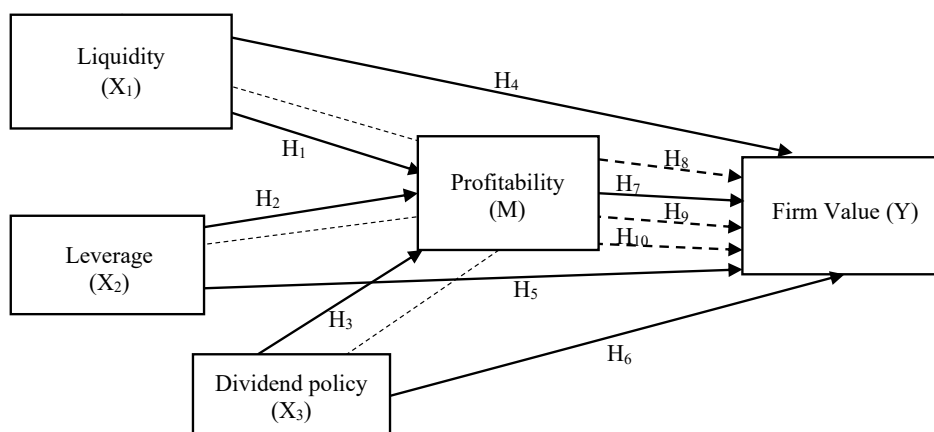 Liquidity
(X₁)
H₄
H₁
Profitability
(M)
H₈
H₇
H₉
H₁₀
Firm Value (Y)
H₂
Leverage
(X₂)
H₅
H₃
H₆
Dividend policy
(X₃)